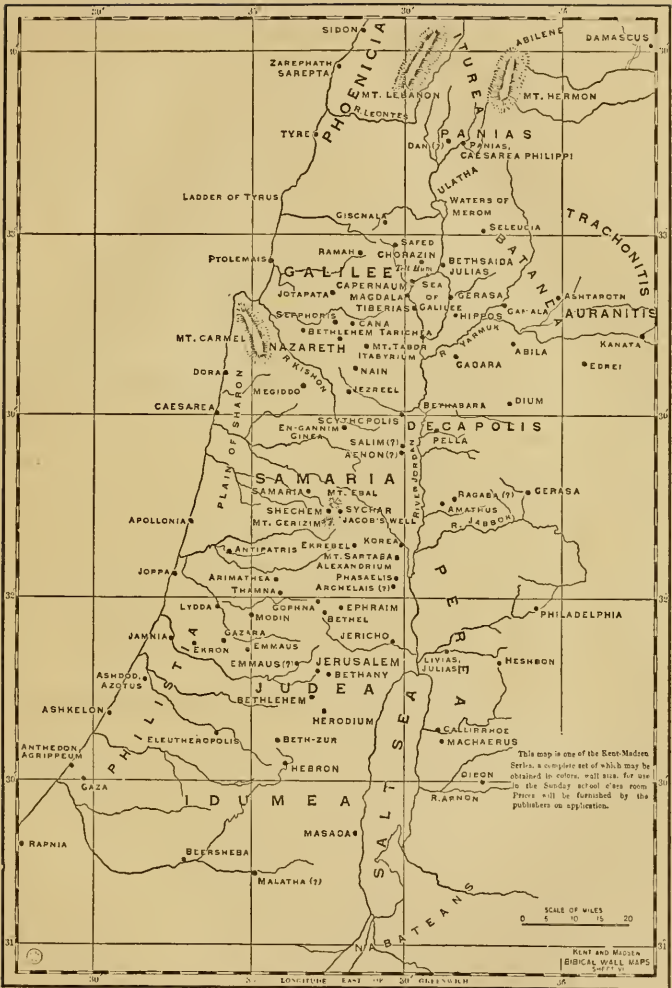 SIDON
ABILENE
DAMASCUS
ZAREPHATH
SAREPTA
PHOENICIA
ITUREA
MT. LEBANON
MT. HERMON
R. LEONTES
TYRE
PANIAS
DAN (?)
PANIAS,
CAESAREA PHILIPPI
ULATHA
LADDER OF TYRUS
WATERS OF
MEROM
GISCHALA
SELEUCIA
TRACHONITIS
SAFED
RAMAH
CHORAZIN
BATANEA
PTOLEMAIS
GALILEE
Tell Hum
BETHSAIDA
JULIAS
CAPERNAUM
JOTAPATA
MAGDALA
SEA
OF
GALILEE
GERASA
ASHTAROTH
TIBERIAS
GAMALA
AURANITIS
SEPPHORIS
HIPPOS
CANA
BETHLEHEM
TARICHEA
R. YARMUK
KANATA
MT. CARMEL
NAZARETH
MT. TABOR
ITABYRIUM
ABILA
GADARA
EDREI
R. KISHON
NAIN
DORA
MEGIDDO
JEZREEL
DIUM
CAESAREA
BETHABARA
PLAIN OF SHARON
SCYTHOPOLIS
DECAPOLIS
EN-GANNIM
GINEA
PELLA
SALIM (?)
AENON (?)
RIVER JORDAN
SAMARIA
SAMARIA
MT. EBAL
RAGABA (?)
GERASA
SHECHEM
SYCHAR
AMATHUS
APOLLONIA
MT. GERIZIM
JACOB'S WELL
R. JABBOK
ANTIPATRIS
EKREBEL
KOREA
MT. SARTABA
ALEXANDRIUM
JOPPA
ARIMATHEA
PHASAELIS
ARCHELAIS (?)
PEREA
THAMNA
LYDDA
GOPHNA
EPHRAIM
PHILADELPHIA
MODIN
BETHEL
JAMNIA
GAZARA
JERICHO
EKRON
EMMAUS
EMMAUS (?)
JERUSALEM
LIVIAS,
JULIAS
HESHBON
BETHANY
ASHDOD,
AZOTUS
JUDEA
BETHLEHEM
ASHKELON
HERODIUM
PHILISTIA
SALT SEA
CALLIRRHOE
ELEUTHEROPOLIS
BETH-ZUR
MACHAERUS
ANTHEDON
AGRIPPEUM
HEBRON
GAZA
DIBON
This map is one of the Kent-Madsen
Series, a complete set of which may be
obtained in colors, wall size, for use
in the Sunday school class room
Prices will be furnished by the
publishers on application.
IDUMEA
R. ARNON
MASADA
RAPHIA
BEERSHEBA
MALATHA (?)
NABATEANS
SCALE OF MILES
0 5 10 15 20
31
KENT AND MADSEN
BIBICAL WALL MAPS
SHEET VI
LONGITUDE EAST OF GREENWICH